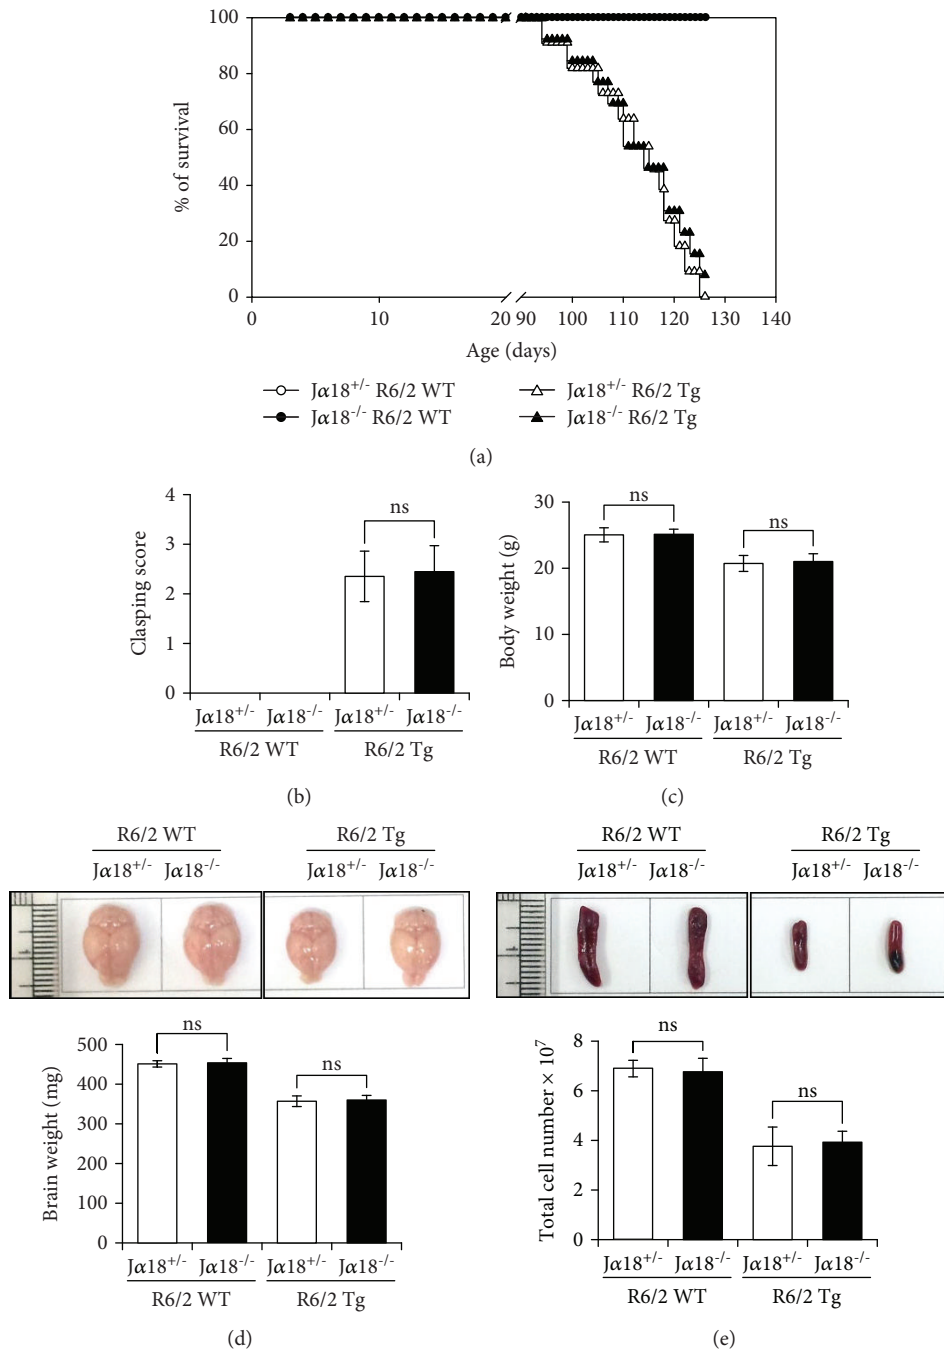 100
80
60
40
20
0
% of survival
0 10 20 90 100 110 120 130 140
Age (days)
Jα18+/- R6/2 WT Jα18+/- R6/2 Tg
Jα18-/- R6/2 WT Jα18-/- R6/2 Tg
(a)
4
3
2
1
0
Clasping score
ns
Jα18+/- Jα18-/- Jα18+/- Jα18-/-
R6/2 WT R6/2 Tg
(b)
30
20
10
0
Body weight (g)
ns ns
Jα18+/- Jα18-/- Jα18+/- Jα18-/-
R6/2 WT R6/2 Tg
(c)
R6/2 WT R6/2 Tg
Jα18+/- Jα18-/- Jα18+/- Jα18-/-
500
400
300
200
100
0
Brain weight (mg)
ns ns
Jα18+/- Jα18-/- Jα18+/- Jα18-/-
R6/2 WT R6/2 Tg
(d)
R6/2 WT R6/2 Tg
Jα18+/- Jα18-/- Jα18+/- Jα18-/-
8
6
4
2
0
Total cell number × 10⁷
ns ns
Jα18+/- Jα18-/- Jα18+/- Jα18-/-
R6/2 WT R6/2 Tg
(e)